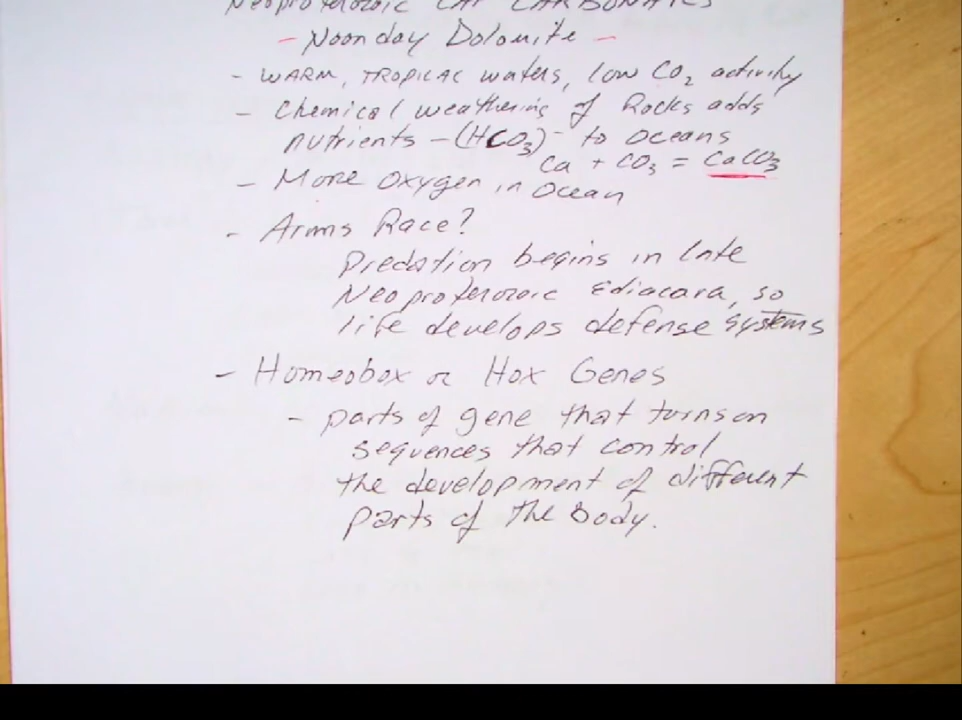 Neoproterozoic CAP CARBONATES
- Noonday Dolomite -
- WARM, TROPICAL waters, low CO2 activity
- Chemical weathering of Rocks adds
nutrients - (HCO3)⁻ to Oceans
Ca + CO3 = CaCO3
- More Oxygen in Ocean
- Arms Race?
Predation begins in late
Neoproterozoic Ediacara, so
life develops defense systems
- Homeobox or Hox Genes
- parts of gene that turns on
sequences that control
the development of different
parts of the Body.